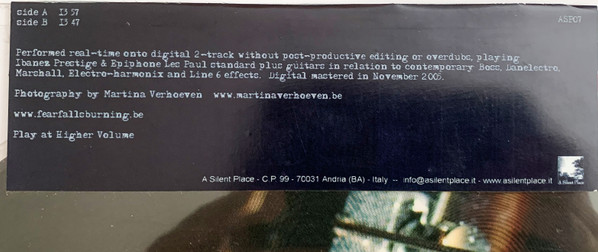 side A 13 57
side B 13 47
ASP07
Performed real-time onto digital 2-track without post-productive editing or overdubs, playing
Ibanez Prestige & Epiphone Les Paul standard plus guitars in relation to contemporary Boss, Danelectro,
Marshall, Electro-harmonix and Line 6 effects. Digital mastered in November 2005.
Photography by Martina Verhoeven www.martinaverhoeven.be
www.fearfallsburning.be
Play at Higher Volume
A Silent Place - C.P. 99 - 70031 Andria (BA) - Italy -- info@asilentplace.it - www.asilentplace.it
A Silent Place